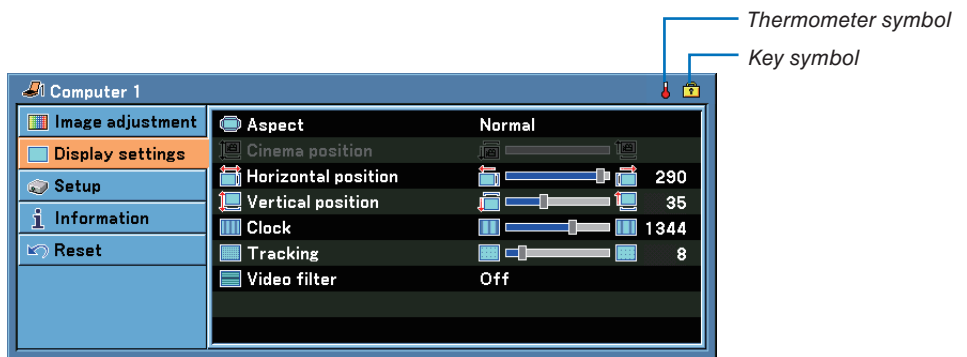 Thermometer symbol
Key symbol
Computer 1
Image adjustment
Display settings
Setup
Information
Reset
Aspect Normal
Cinema position
Horizontal position 290
Vertical position 35
Clock 1344
Tracking 8
Video filter Off